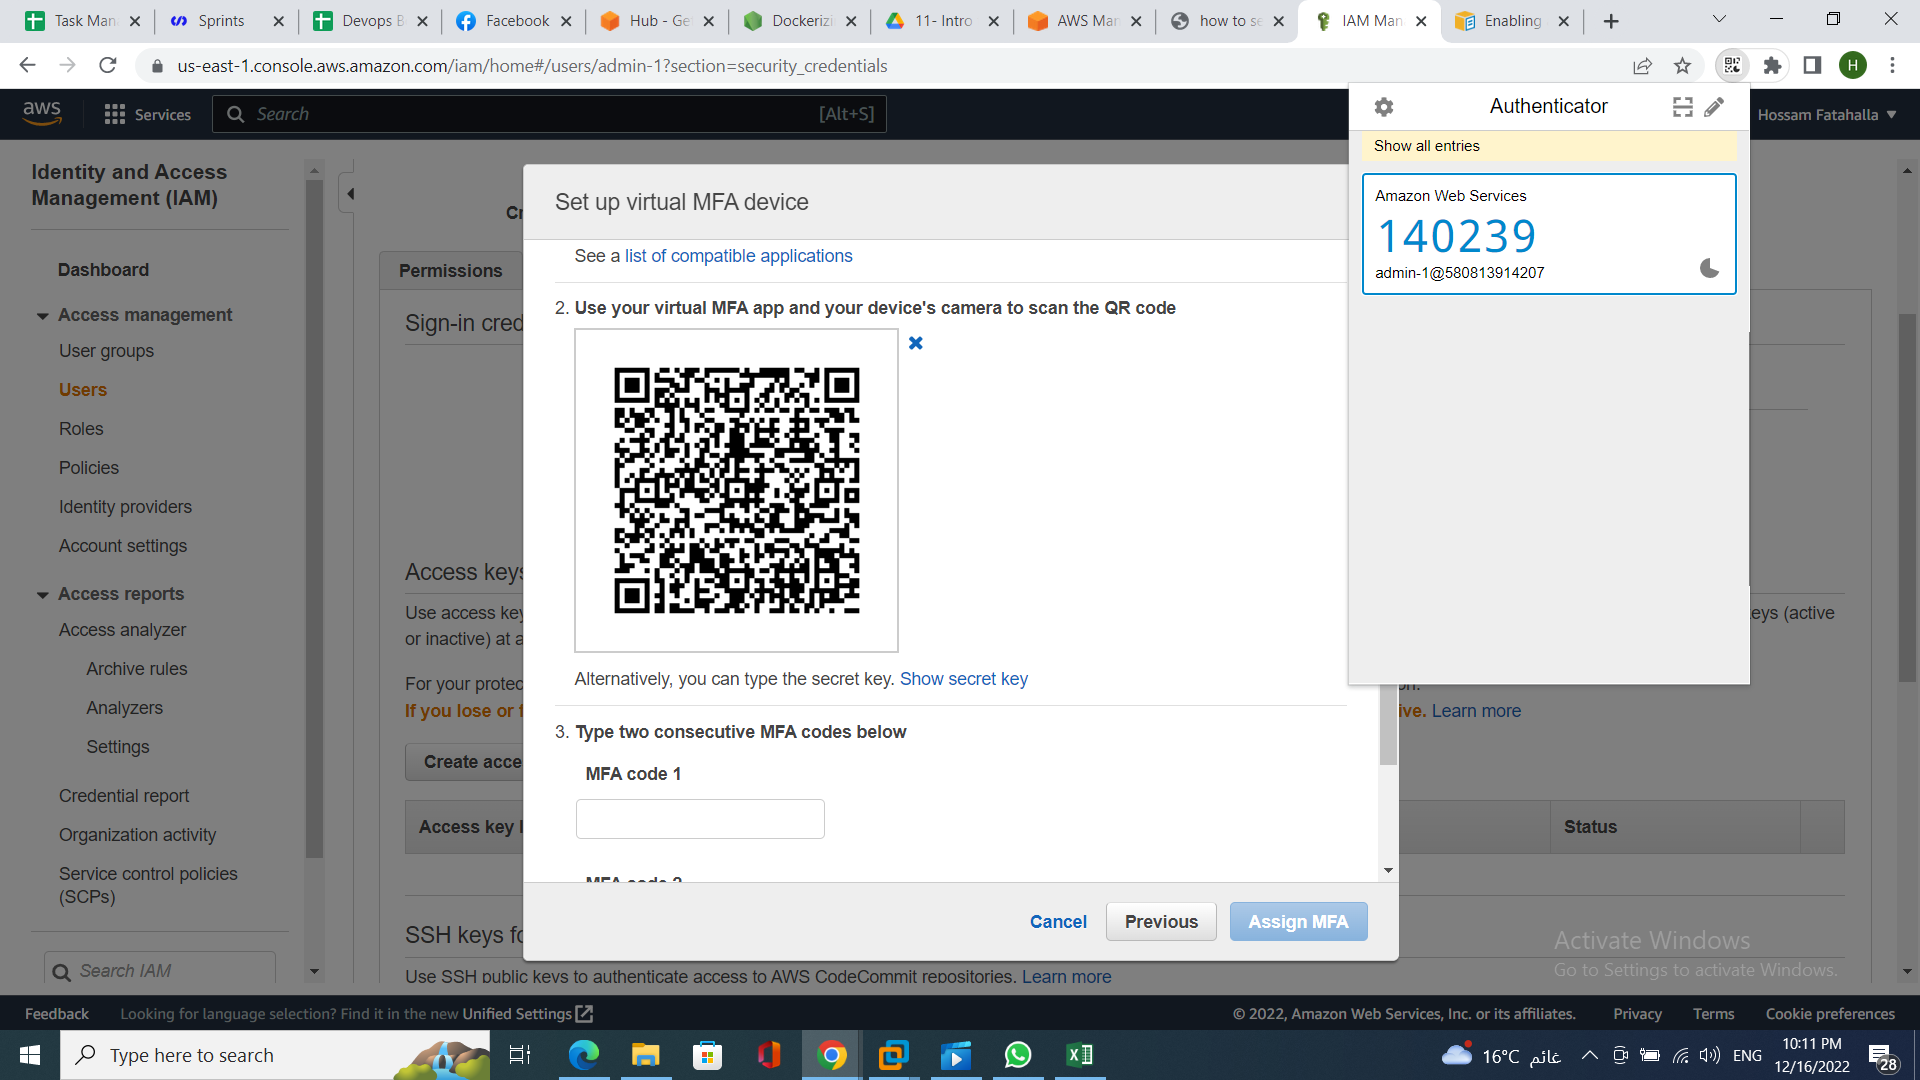 Task Man
Sprints
Devops B
Facebook
Hub - Ge
Dockerizi
11- Intro
AWS Man
how to se
IAM Man
Enabling
us-east-1.console.aws.amazon.com/iam/home#/users/admin-1?section=security_credentials
H
aws
Services
Search
[Alt+S]
Hossam Fatahalla
Authenticator
Show all entries
Amazon Web Services
140239
admin-1@580813914207
Identity and Access
Management (IAM)
Dashboard
Access management
User groups
Users
Roles
Policies
Identity providers
Account settings
Access reports
Access analyzer
Archive rules
Analyzers
Settings
Credential report
Organization activity
Service control policies
(SCPs)
Search IAM
Permissions
Sign-in cred
Access keys
Use access key
eys (active
or inactive) at a
For your protec
If you lose or f
ive. Learn more
Create acce
Access key I
Status
SSH keys fo
Use SSH public keys to authenticate access to AWS CodeCommit repositories. Learn more
Set up virtual MFA device
See a list of compatible applications
2. Use your virtual MFA app and your device's camera to scan the QR code
Alternatively, you can type the secret key. Show secret key
3. Type two consecutive MFA codes below
MFA code 1
MFA code 2
Cancel
Previous
Assign MFA
Activate Windows
Go to Settings to activate Windows.
Feedback
Looking for language selection? Find it in the new Unified Settings
© 2022, Amazon Web Services, Inc. or its affiliates.
Privacy
Terms
Cookie preferences
Type here to search
16°C غائم
ENG
10:11 PM
12/16/2022
28